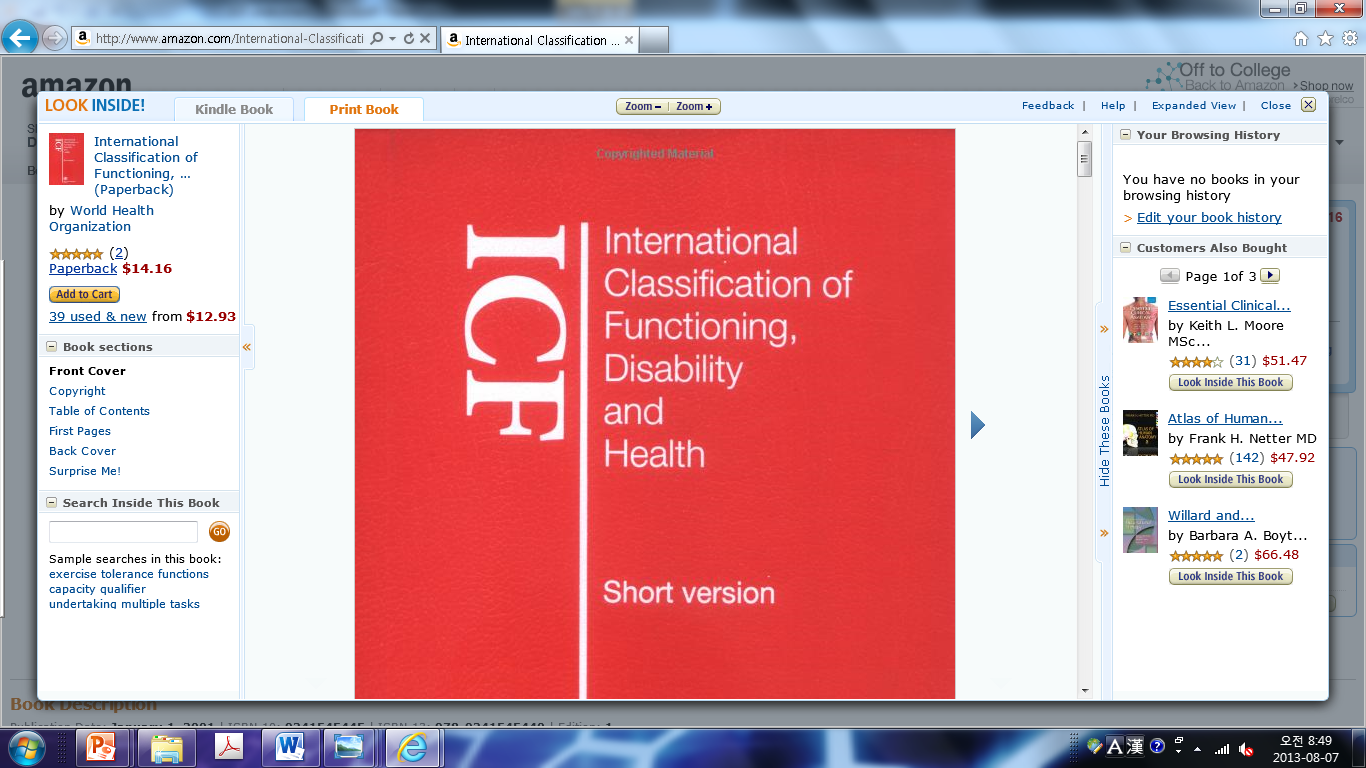 http://www.amazon.com/International-Classificati
International Classification ...
amazon
Off to College
Back to Amazon
Shop now
LOOK INSIDE!
Kindle Book
Print Book
Zoom –
Zoom +
Feedback |
Help |
Expanded View |
Close
International
Classification of
Functioning, ...
(Paperback)
by World Health
Organization
(2)
Paperback $14.16
Add to Cart
39 used & new from $12.93
Book sections
Front Cover
Copyright
Table of Contents
First Pages
Back Cover
Surprise Me!
Search Inside This Book
GO
Sample searches in this book:
exercise tolerance functions
capacity qualifier
undertaking multiple tasks
Copyrighted Material
ICF
International
Classification of
Functioning,
Disability
and
Health
Short version
Hide These Books
Your Browsing History
You have no books in your
browsing history
> Edit your book history
Customers Also Bought
Page 1of 3
Essential Clinical...
by Keith L. Moore
MSc...
(31) $51.47
Look Inside This Book
Atlas of Human...
by Frank H. Netter MD
(142) $47.92
Look Inside This Book
Willard and...
by Barbara A. Boyt...
(2) $66.48
Look Inside This Book
Book Description
A 漢
오전 8:49
2013-08-07